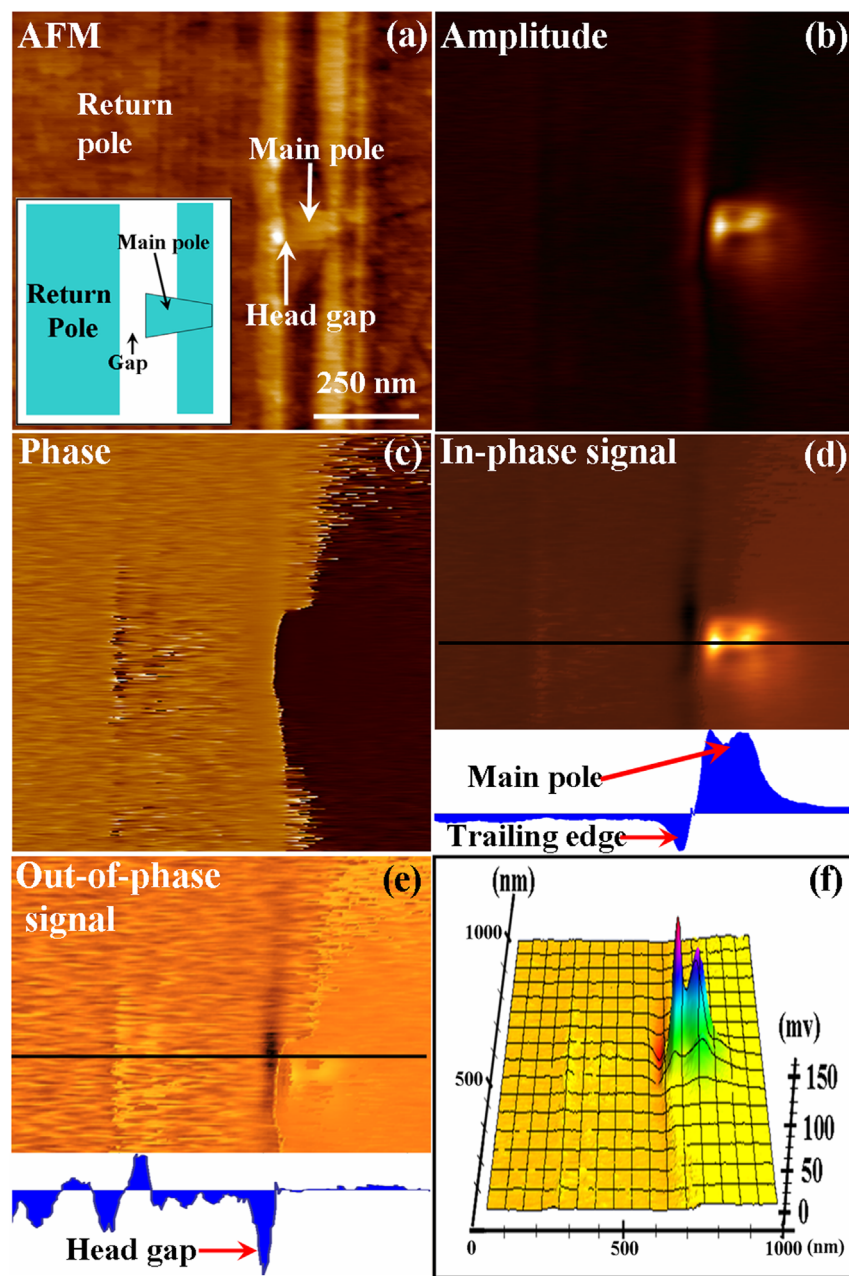 AFM (a)
Return
pole
Main pole
Head gap
250 nm
Main pole
Return
Pole
Gap
Amplitude (b)
Phase (c)
In-phase signal (d)
Main pole
Trailing edge
Out-of-phase (e)
signal
Head gap
(nm) (f)
1000
500
(mv)
150
100
50
0
0 500 1000 (nm)